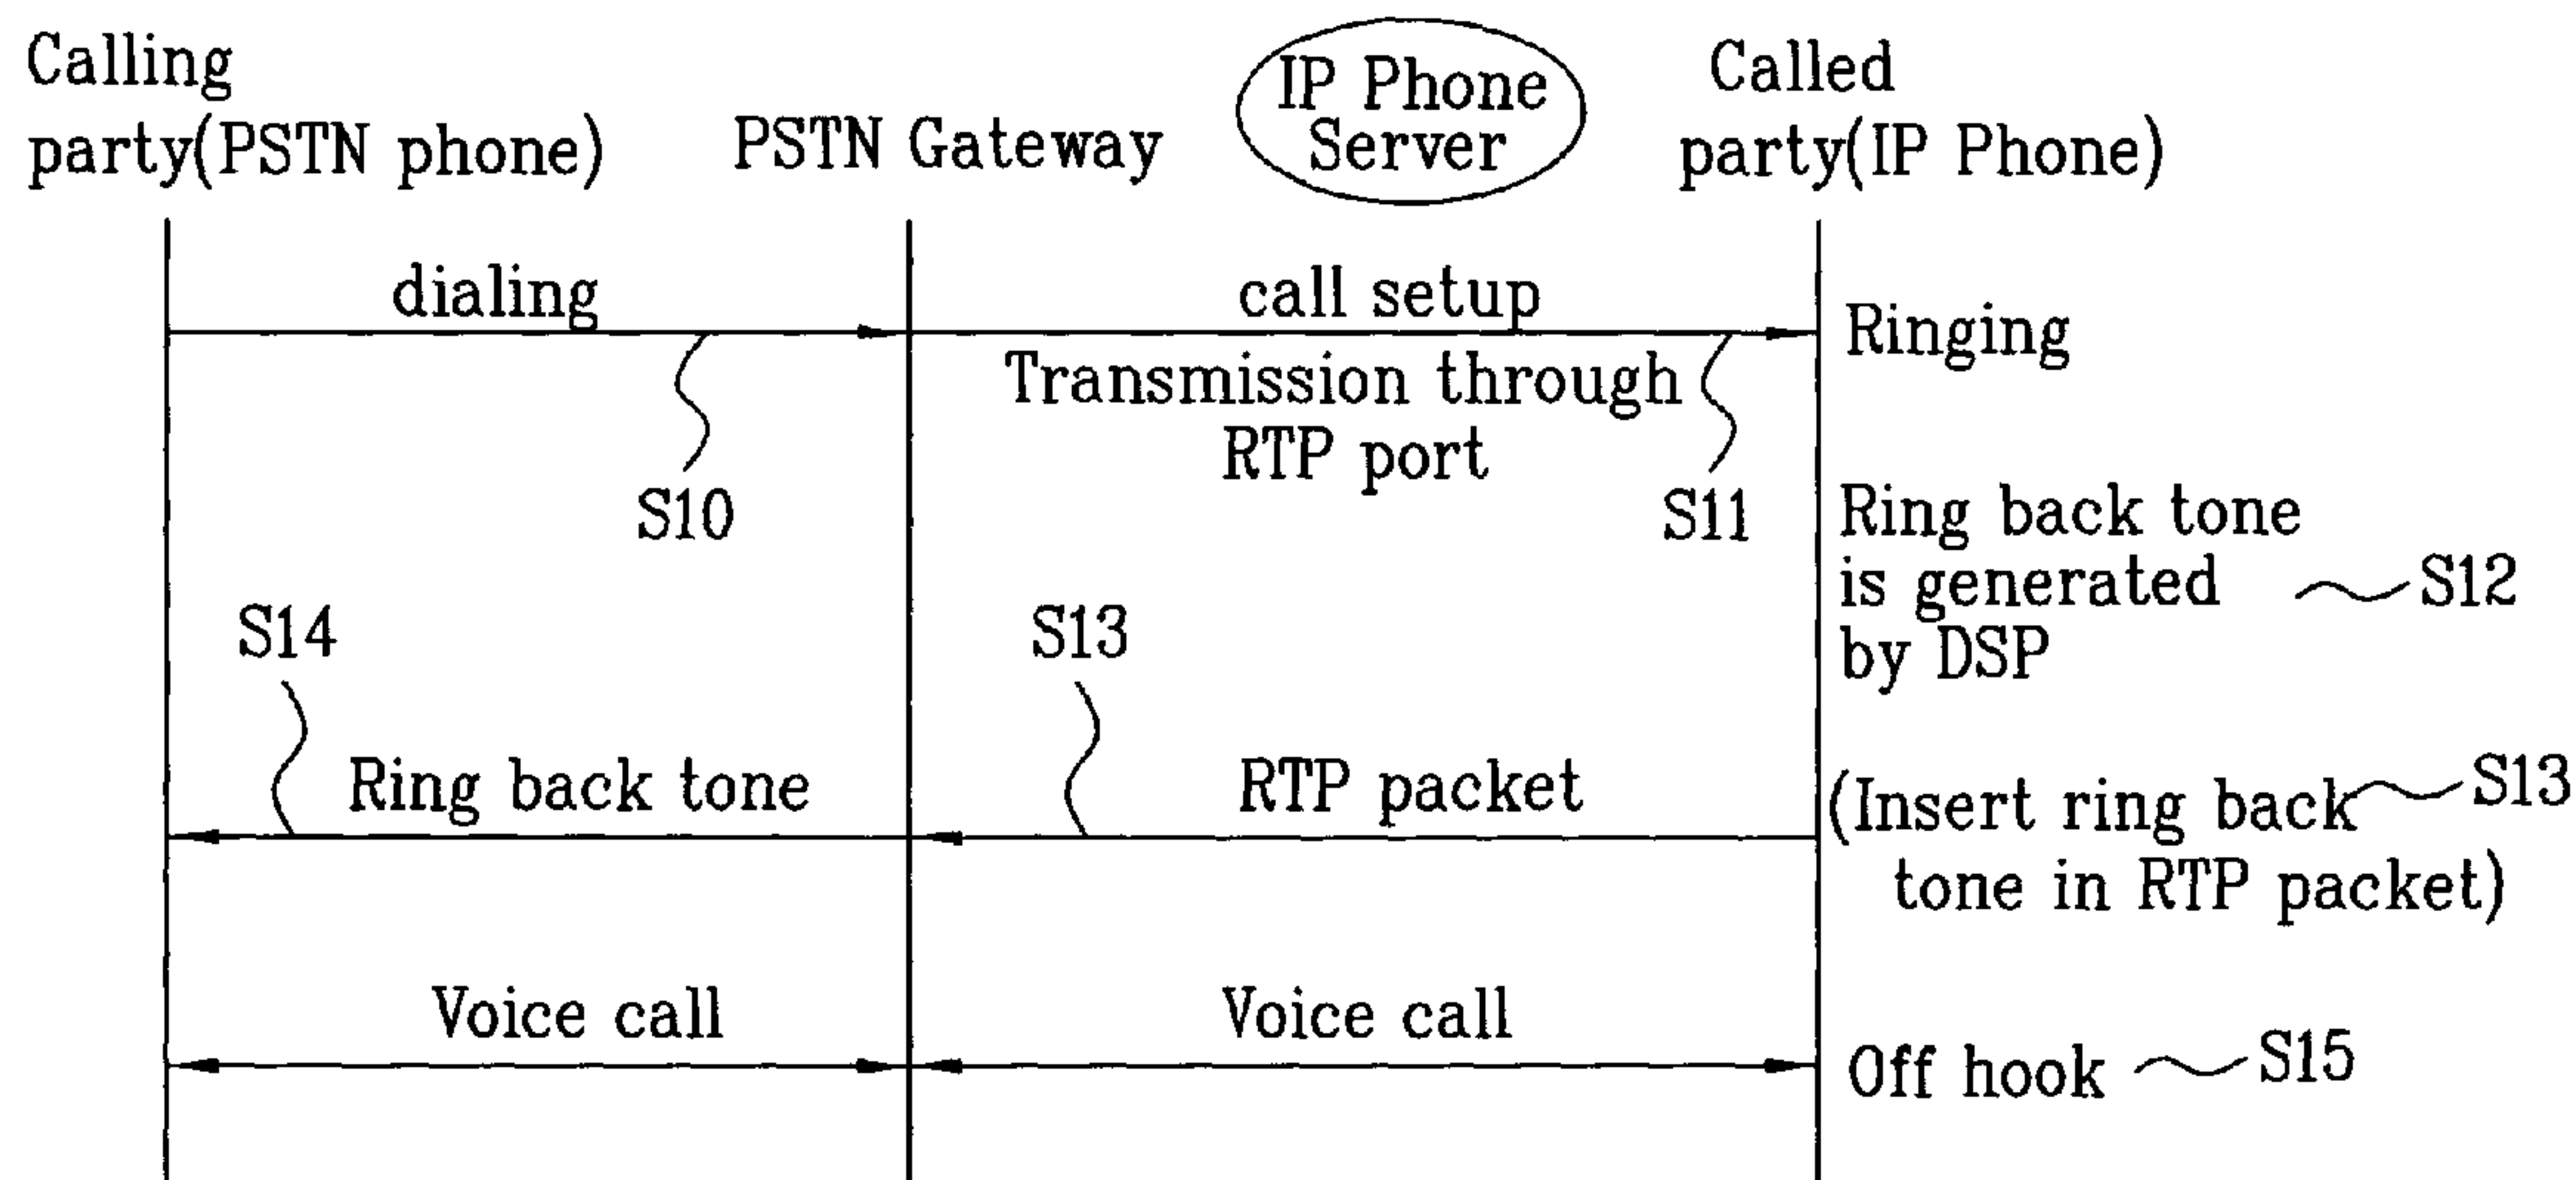 Calling
party(PSTN phone)
PSTN Gateway
IP Phone
Server
Called
party(IP Phone)
dialing
call setup
Ringing
Transmission through
RTP port
S10
S11
Ring back tone
is generated
by DSP
S12
S14
S13
Ring back tone
RTP packet
(Insert ring back
tone in RTP packet)
S13
Voice call
Voice call
Off hook
S15